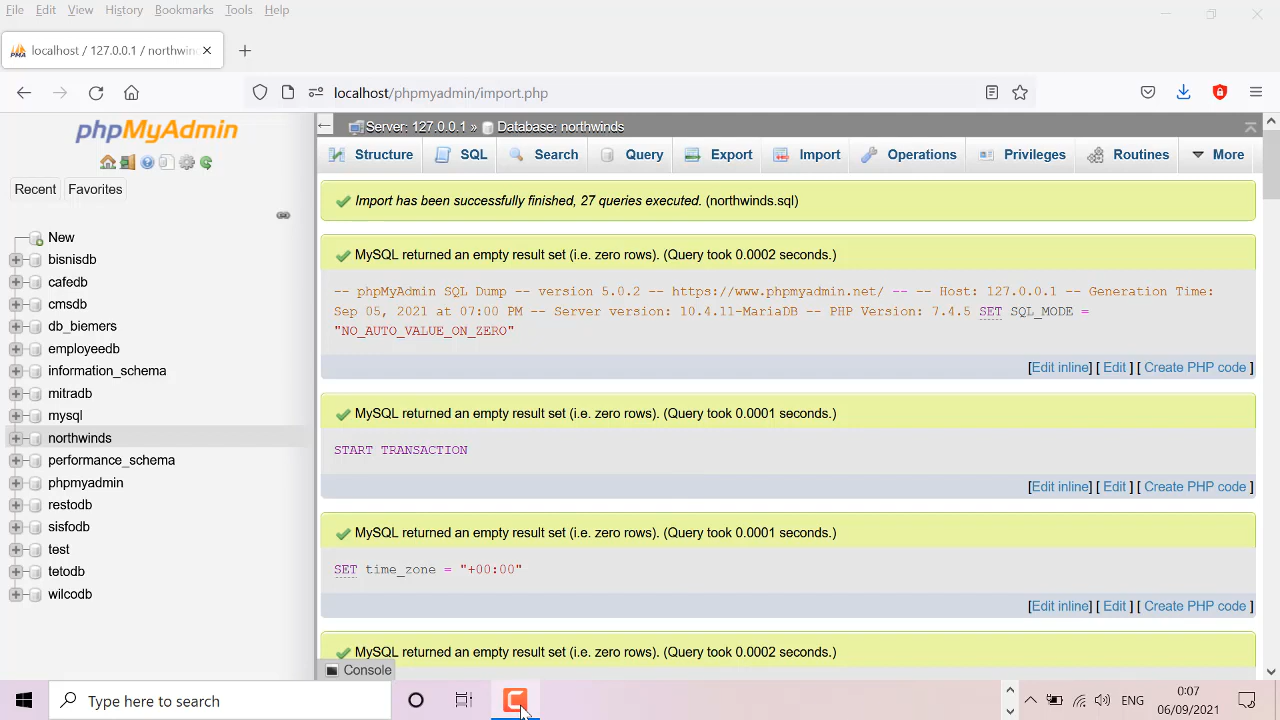 File Edit View History Bookmarks Tools Help
localhost / 127.0.0.1 / northwin
localhost/phpmyadmin/import.php
phpMyAdmin
Recent Favorites
New
bisnisdb
cafedb
cmsdb
db_biemers
employeedb
information_schema
mitradb
mysql
northwinds
performance_schema
phpmyadmin
restodb
sisfodb
test
tetodb
wilcodb
Server: 127.0.0.1 » Database: northwinds
Structure SQL Search Query Export Import Operations Privileges Routines More
Import has been successfully finished, 27 queries executed. (northwinds.sql)
MySQL returned an empty result set (i.e. zero rows). (Query took 0.0002 seconds.)
-- phpMyAdmin SQL Dump -- version 5.0.2 -- https://www.phpmyadmin.net/ -- -- Host: 127.0.0.1 -- Generation Time:
Sep 05, 2021 at 07:00 PM -- Server version: 10.4.11-MariaDB -- PHP Version: 7.4.5 SET SQL_MODE =
"NO_AUTO_VALUE_ON_ZERO"
[Edit inline] [ Edit ] [ Create PHP code ]
MySQL returned an empty result set (i.e. zero rows). (Query took 0.0001 seconds.)
START TRANSACTION
[Edit inline] [ Edit ] [ Create PHP code ]
MySQL returned an empty result set (i.e. zero rows). (Query took 0.0001 seconds.)
SET time_zone = "+00:00"
[Edit inline] [ Edit ] [ Create PHP code ]
MySQL returned an empty result set (i.e. zero rows). (Query took 0.0002 seconds.)
Console
Type here to search
ENG
0:07
06/09/2021